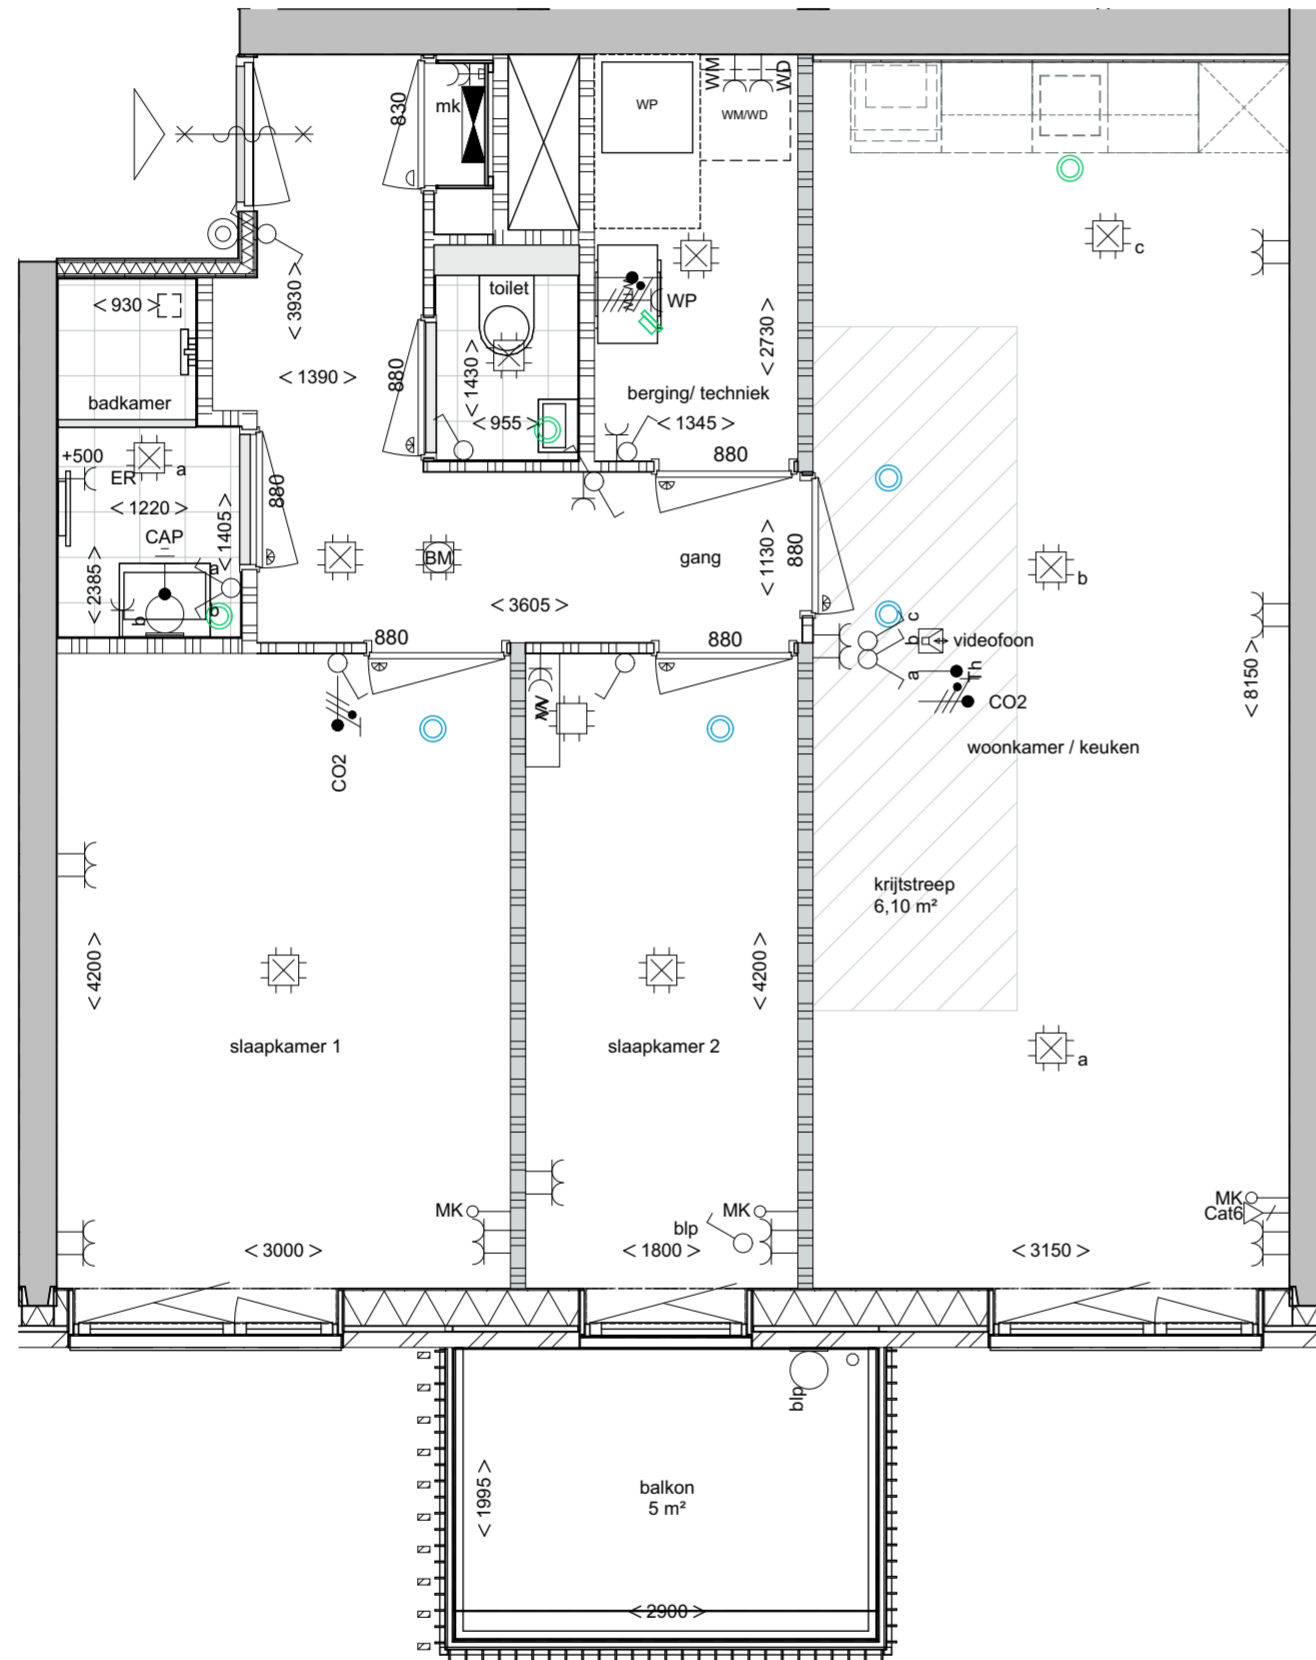 WM
WD
830
mk
WP
WM/WD
c
< 3930 >
toilet
< 930 >
WP
< 2730 >
< 1390 >
880
< 1430 >
badkamer
berging/ techniek
< 955 >
< 1345 >
+500
ER
a
880
880
< 1220 >
< 1405 >
CAP
BM
gang
< 1130 >
880
b
< 2385 >
a
b
b
< 3605 >
880
880
c
b
a
videofoon
Th
CO2
< 8150 >
woonkamer / keuken
CO2
krijtstreep
6,10 m²
< 4200 >
< 4200 >
slaapkamer 1
slaapkamer 2
a
MK
MK
blp
MK
Cat6
< 3000 >
< 1800 >
< 3150 >
blp
balkon
5 m²
< 1995 >
< 2900 >